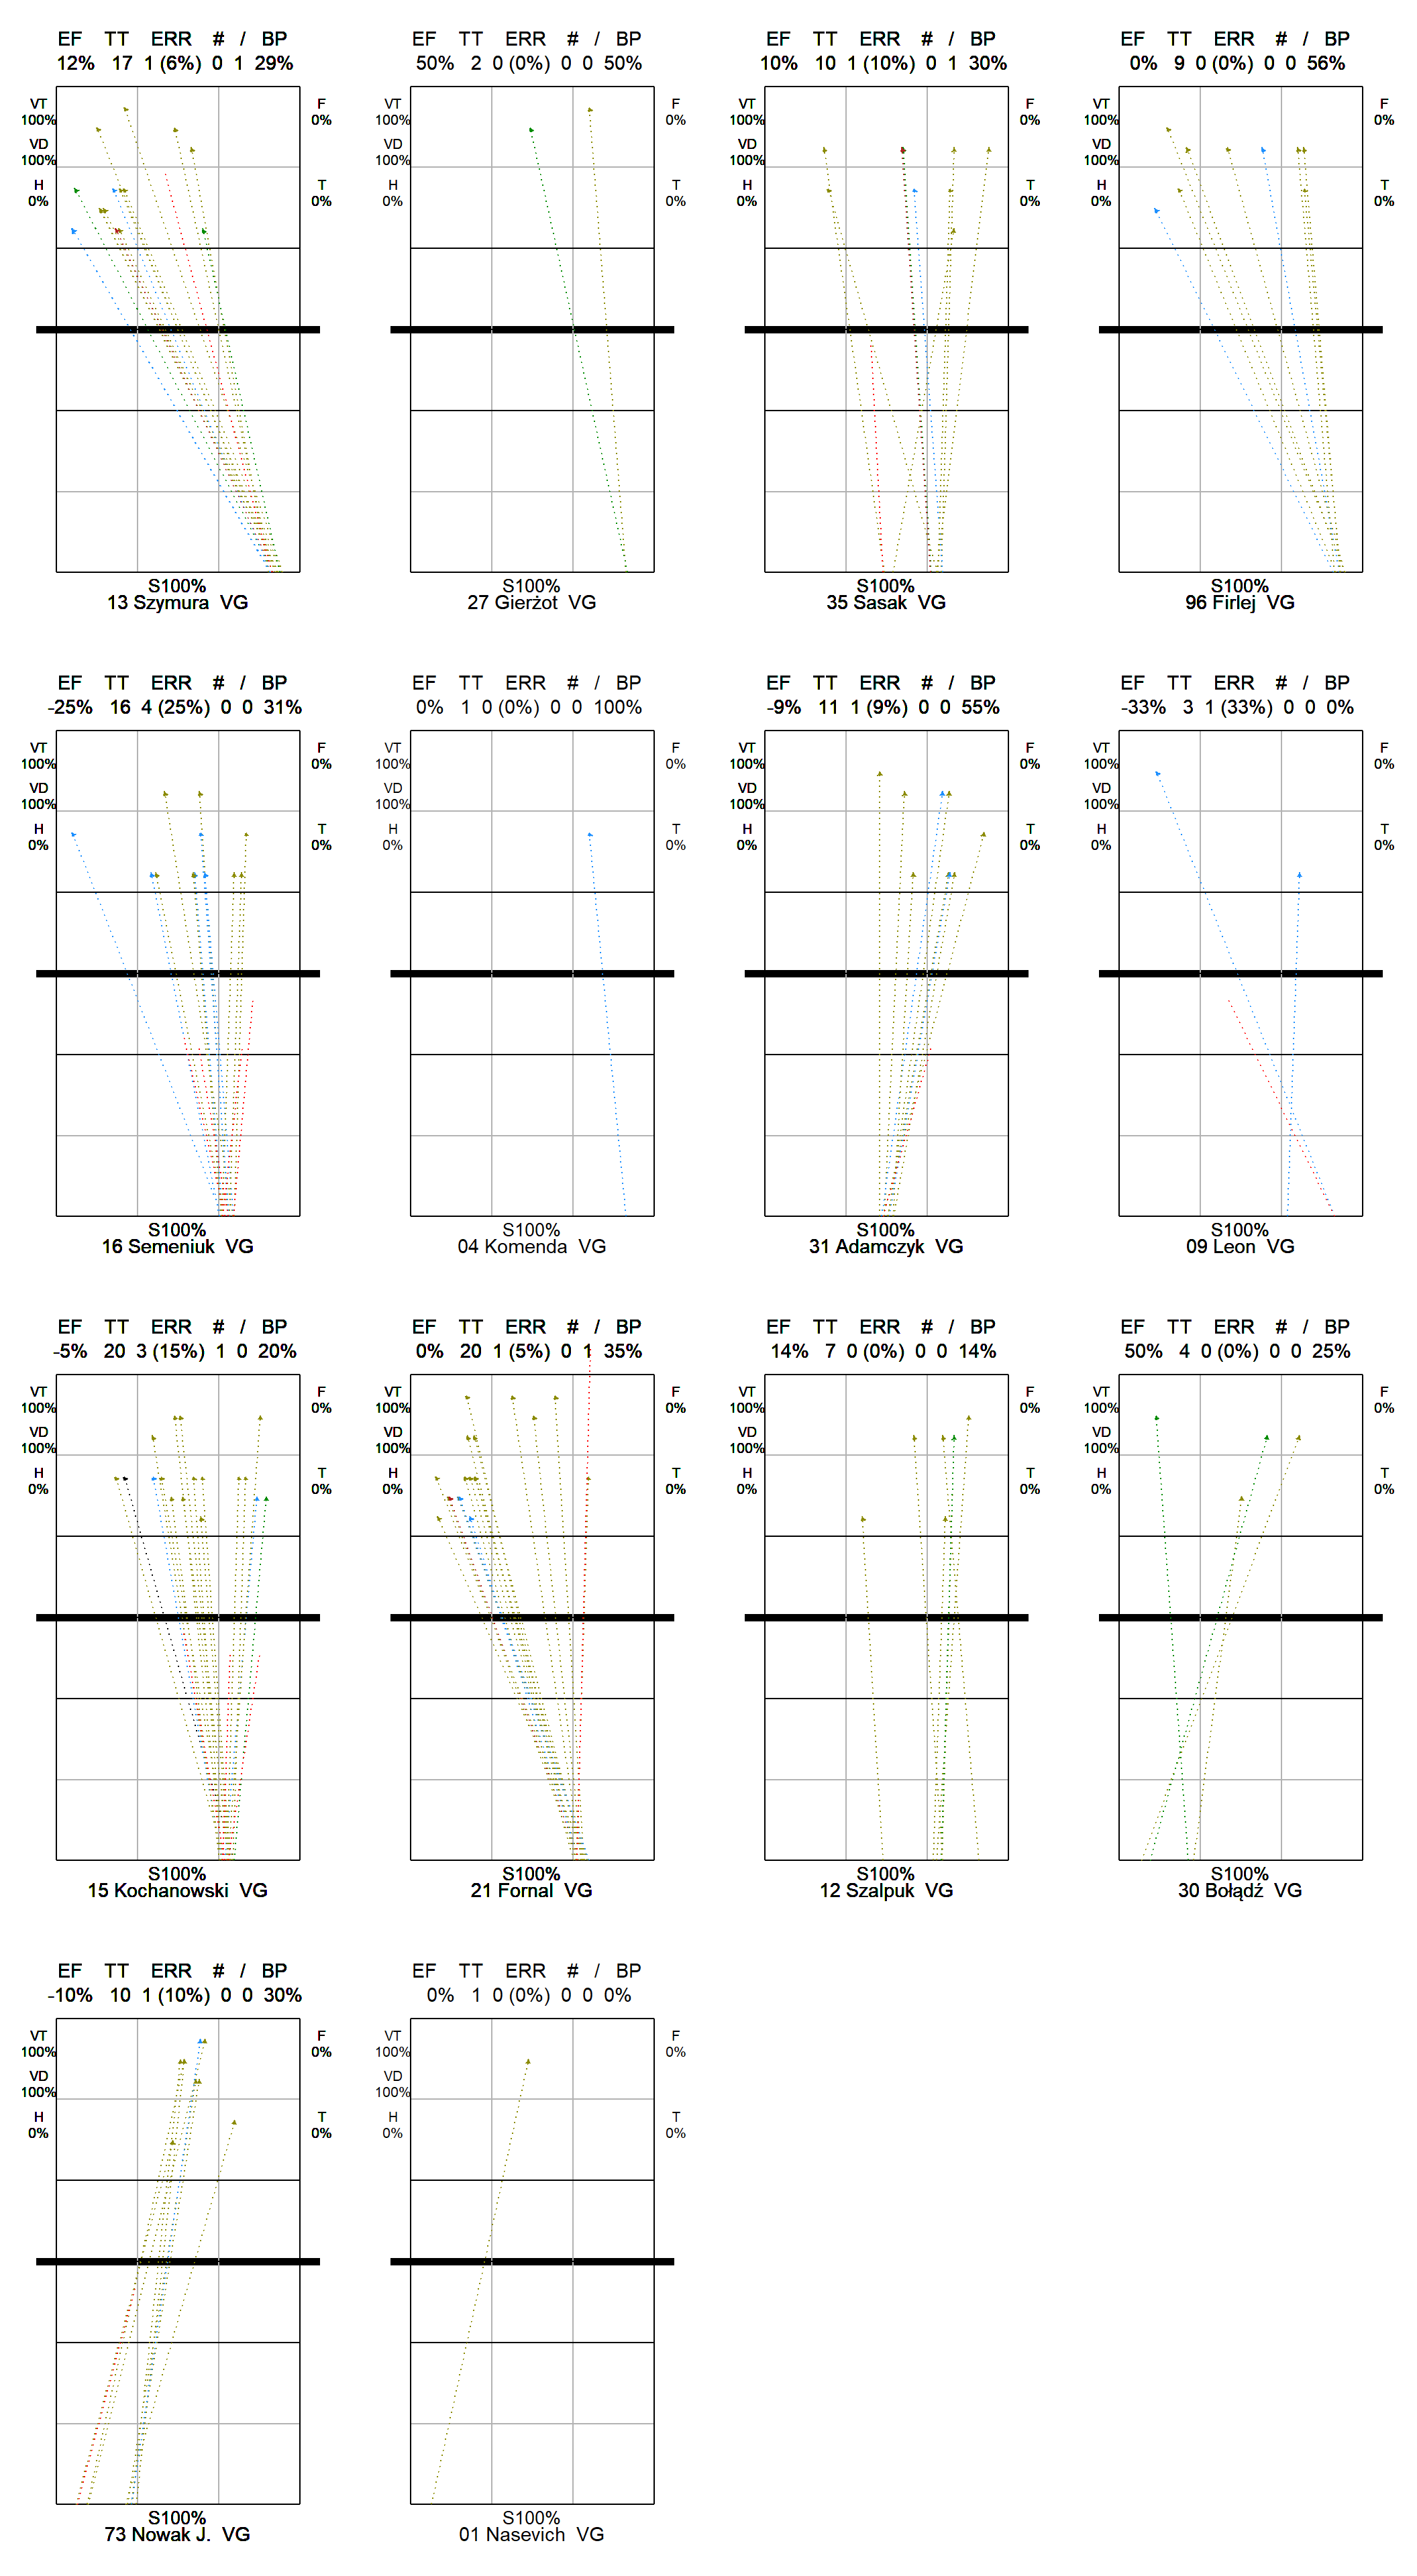 EF TT ERR # / BP
12% 17 1 (6%) 0 1 29%
VT
100%
VD
100%
H
0%
F
0%
T
0%
S100%
13 Szymura VG
EF TT ERR # / BP
50% 2 0 (0%) 0 0 50%
VT
100%
VD
100%
H
0%
F
0%
T
0%
S100%
27 Gierżot VG
EF TT ERR # / BP
10% 10 1 (10%) 0 1 30%
VT
100%
VD
100%
H
0%
F
0%
T
0%
S100%
35 Sasak VG
EF TT ERR # / BP
0% 9 0 (0%) 0 0 56%
VT
100%
VD
100%
H
0%
F
0%
T
0%
S100%
96 Firlej VG
EF TT ERR # / BP
-25% 16 4 (25%) 0 0 31%
VT
100%
VD
100%
H
0%
F
0%
T
0%
S100%
16 Semeniuk VG
EF TT ERR # / BP
0% 1 0 (0%) 0 0 100%
VT
100%
VD
100%
H
0%
F
0%
T
0%
S100%
04 Komenda VG
EF TT ERR # / BP
-9% 11 1 (9%) 0 0 55%
VT
100%
VD
100%
H
0%
F
0%
T
0%
S100%
31 Adamczyk VG
EF TT ERR # / BP
-33% 3 1 (33%) 0 0 0%
VT
100%
VD
100%
H
0%
F
0%
T
0%
S100%
09 Leon VG
EF TT ERR # / BP
-5% 20 3 (15%) 1 0 20%
VT
100%
VD
100%
H
0%
F
0%
T
0%
S100%
15 Kochanowski VG
EF TT ERR # / BP
0% 20 1 (5%) 0 1 35%
VT
100%
VD
100%
H
0%
F
0%
T
0%
S100%
21 Fornal VG
EF TT ERR # / BP
14% 7 0 (0%) 0 0 14%
VT
100%
VD
100%
H
0%
F
0%
T
0%
S100%
12 Szalpuk VG
EF TT ERR # / BP
50% 4 0 (0%) 0 0 25%
VT
100%
VD
100%
H
0%
F
0%
T
0%
S100%
30 Bołądź VG
EF TT ERR # / BP
-10% 10 1 (10%) 0 0 30%
VT
100%
VD
100%
H
0%
F
0%
T
0%
S100%
73 Nowak J. VG
EF TT ERR # / BP
0% 1 0 (0%) 0 0 0%
VT
100%
VD
100%
H
0%
F
0%
T
0%
S100%
01 Nasevich VG